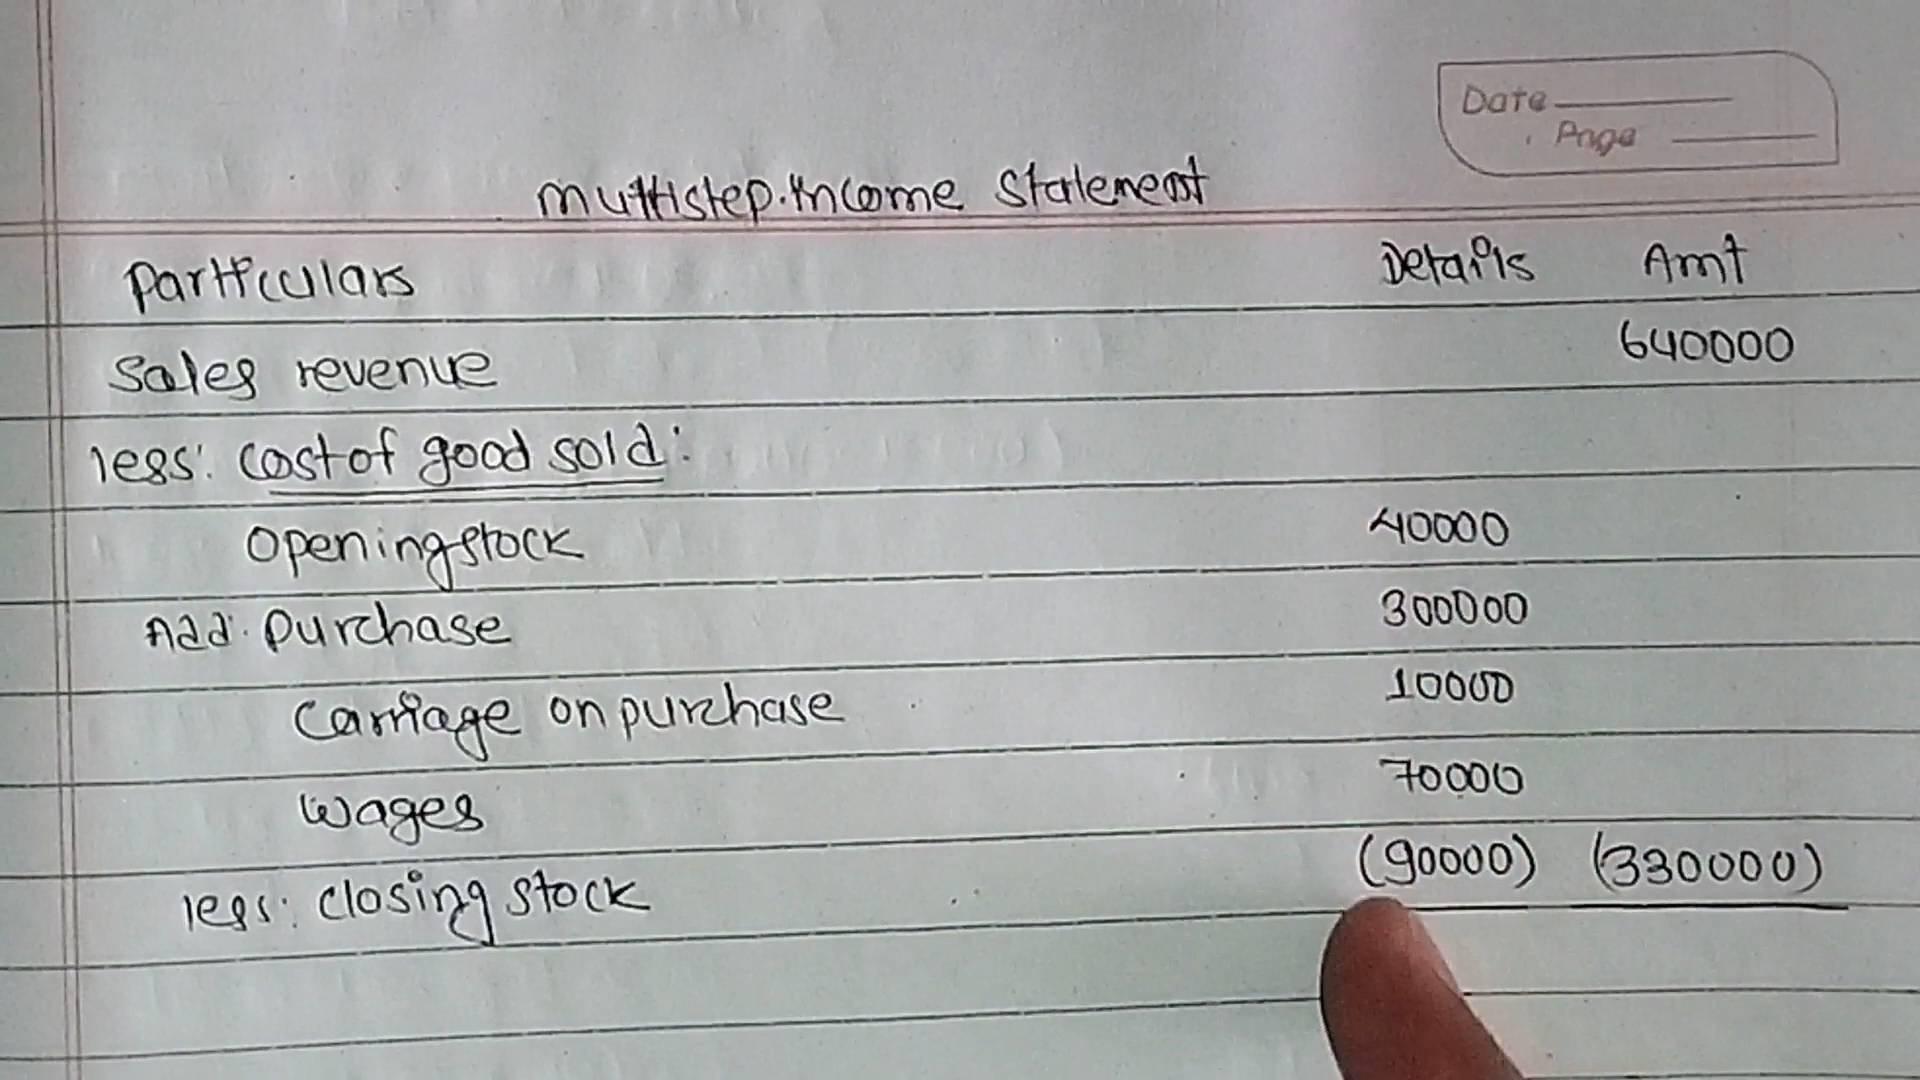 Date
Page
Multistep Income Statement
Particulars Details Amt
Sales revenue 640000
less: Cost of good sold:
Opening stock 40000
Add: Purchase 300000
Carriage on purchase 10000
Wages 70000
less: Closing stock (90000) (330000)